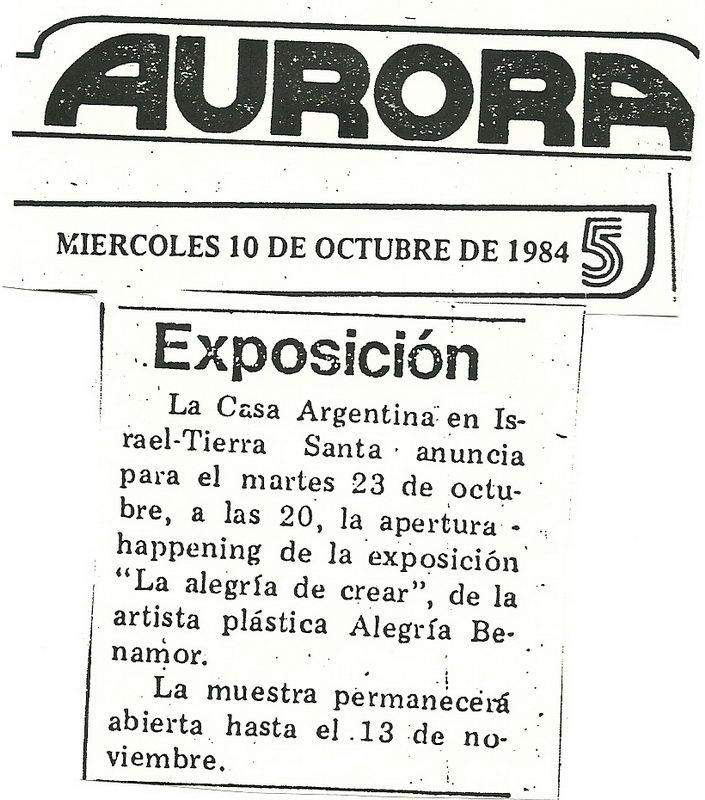 AURORA
MIERCOLES 10 DE OCTUBRE DE 1984 5
Exposición
La Casa Argentina en Is-
rael-Tierra Santa anuncia
para el martes 23 de octu-
bre, a las 20, la apertura -
happening de la exposición
“La alegría de crear”, de la
artista plástica Alegría Be-
namor.
La muestra permanecerá
abierta hasta el 13 de no-
viembre.